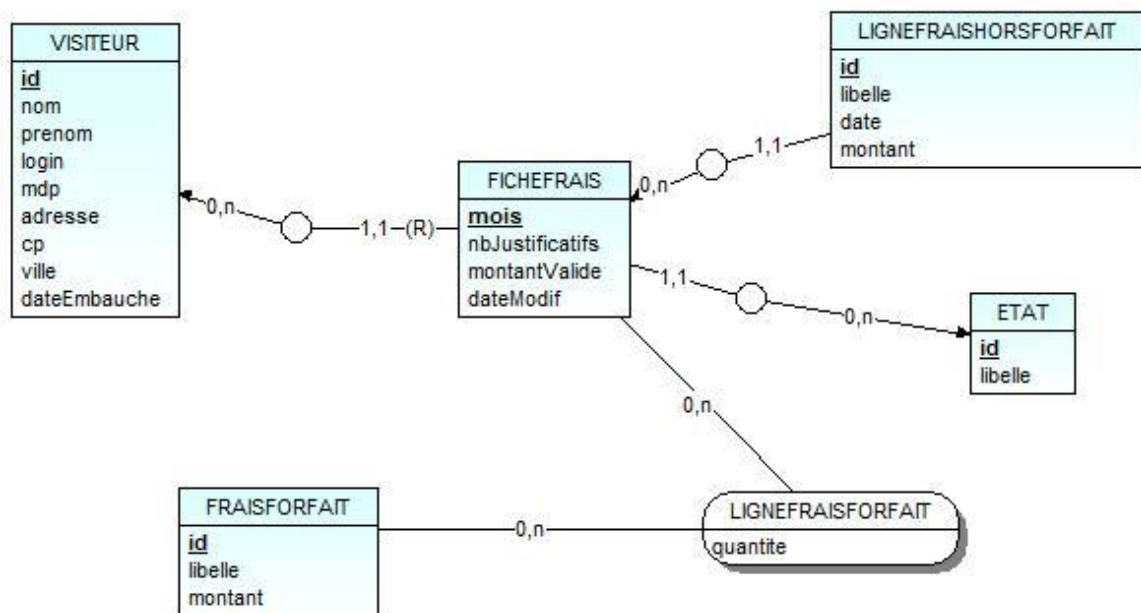 VISITEUR
id
nom
prenom
login
mdp
adresse
cp
ville
dateEmbauche
0,n
1,1
(R)
FICHEFRAIS
mois
nbJustificatifs
montantValide
dateModif
0,n
1,1
LIGNEFRAISHORSFORFAIT
id
libelle
date
montant
1,1
0,n
ETAT
id
libelle
0,n
FRAISFORFAIT
id
libelle
montant
0,n
LIGNEFRAISFORFAIT
quantite